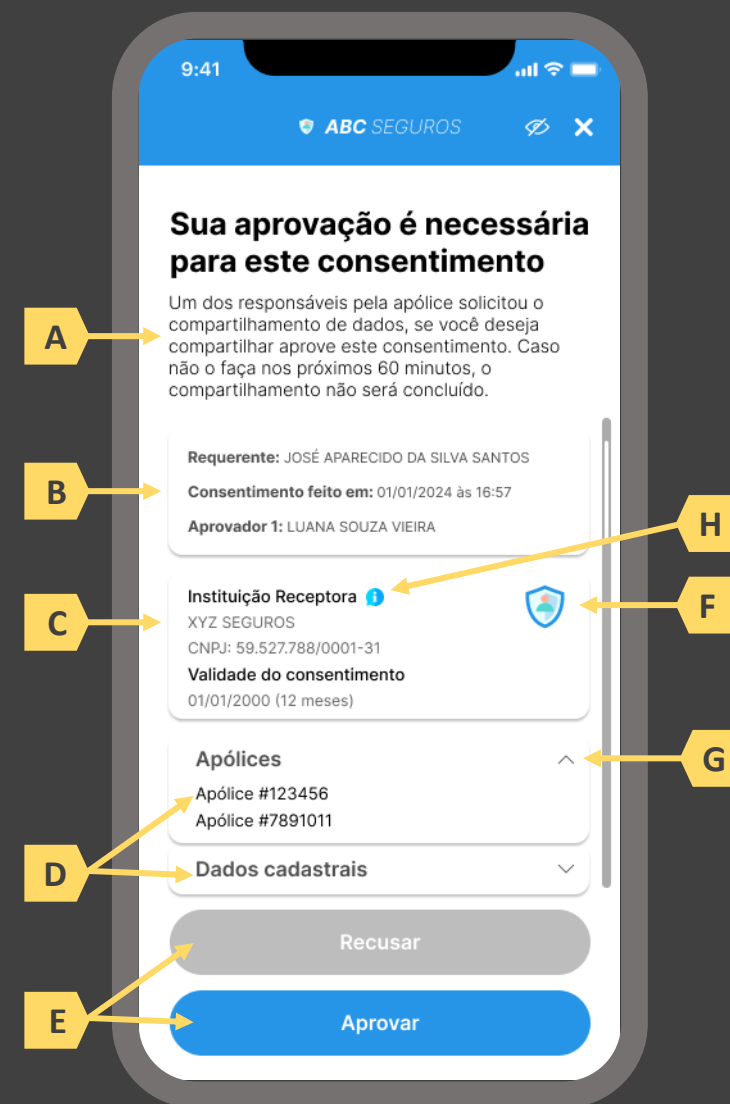 9:41
ABC SEGUROS
Sua aprovação é necessária
para este consentimento
Um dos responsáveis pela apólice solicitou o
compartilhamento de dados, se você deseja
compartilhar aprove este consentimento. Caso
não o faça nos próximos 60 minutos, o
compartilhamento não será concluído.
A
Requerente: JOSÉ APARECIDO DA SILVA SANTOS
Consentimento feito em: 01/01/2024 às 16:57
Aprovador 1: LUANA SOUZA VIEIRA
B
H
Instituição Receptora i
XYZ SEGUROS
CNPJ: 59.527.788/0001-31
Validade do consentimento
01/01/2000 (12 meses)
C
F
Apólices
Apólice #123456
Apólice #7891011
G
Dados cadastrais
D
Recusar
Aprovar
E